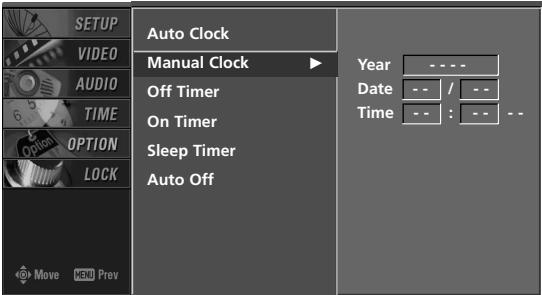 SETUP
VIDEO
AUDIO
TIME
OPTION
Option
LOCK
Move MENU Prev
Auto Clock
Manual Clock ►
Off Timer
On Timer
Sleep Timer
Auto Off
Year - - - -
Date - - / - -
Time - - : - - - -